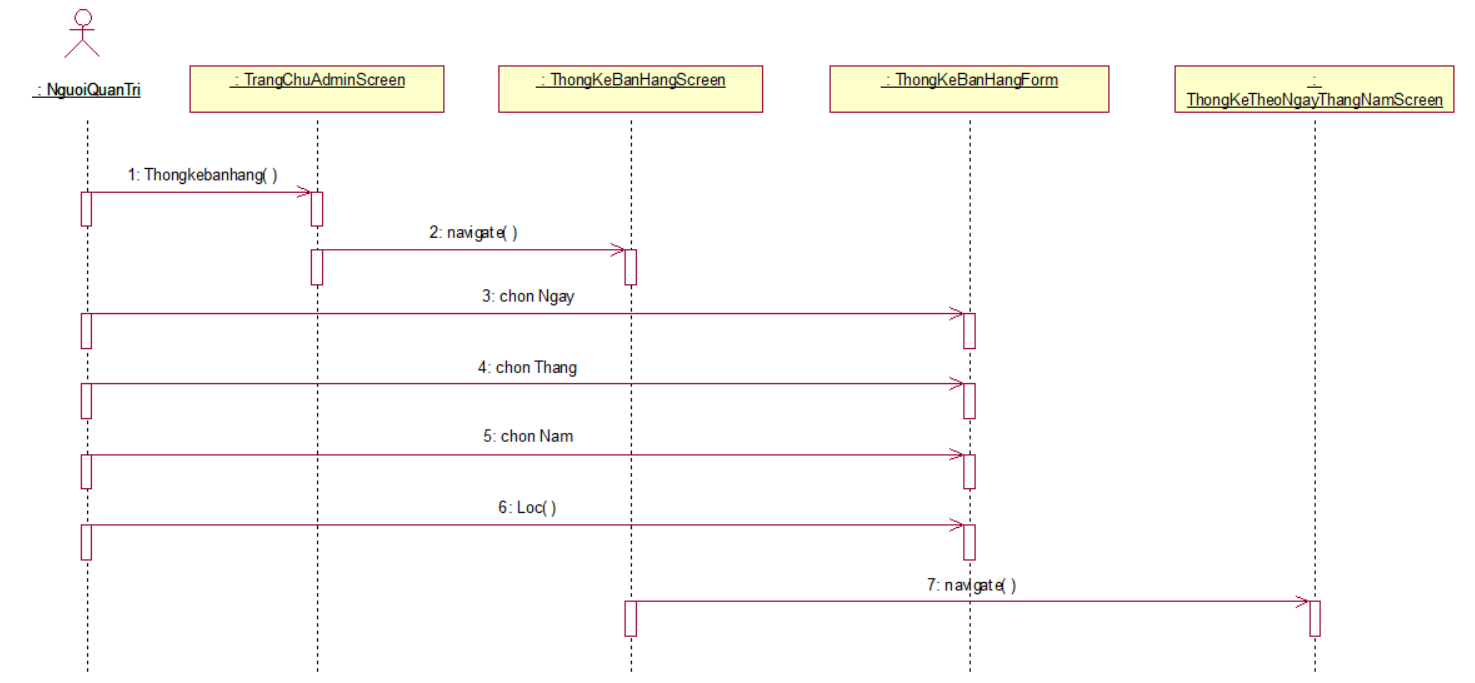 : NguoiQuanTri
: TrangChuAdminScreen
: ThongKeBanHangScreen
: ThongKeBanHangForm
:
ThongKeTheoNgayThangNamScreen
1: Thongkebanhang( )
2: navigate( )
3: chon Ngay
4: chon Thang
5: chon Nam
6: Loc( )
7: navigate( )